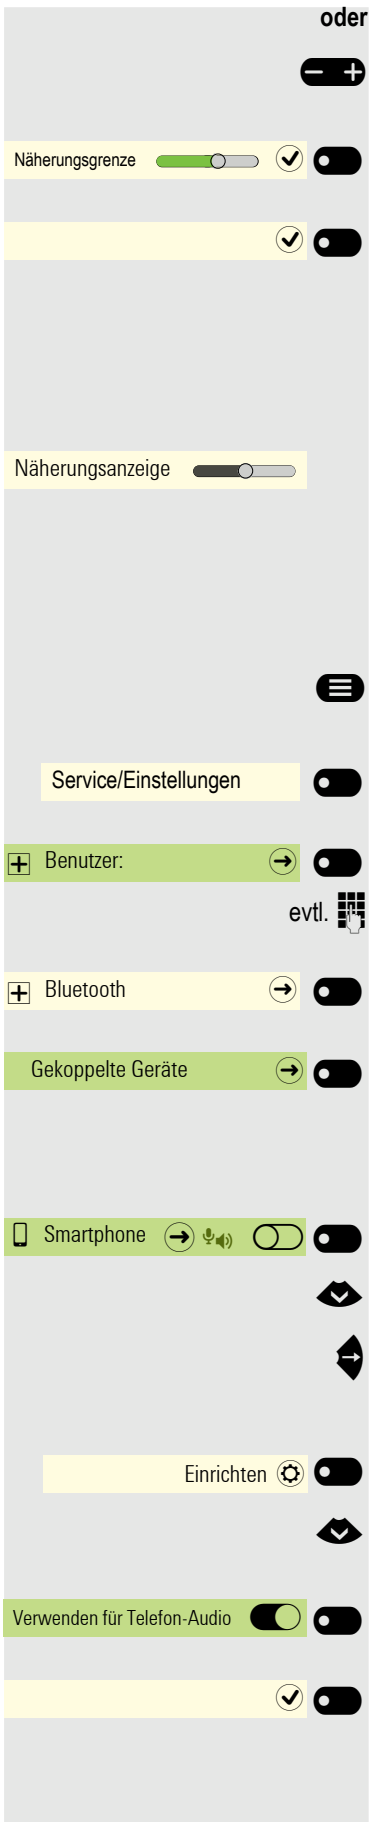 oder
Näherungsgrenze
Näherungsanzeige
Service/Einstellungen
Benutzer:
evtl.
Bluetooth
Gekoppelte Geräte
Smartphone
Einrichten
Verwenden für Telefon-Audio